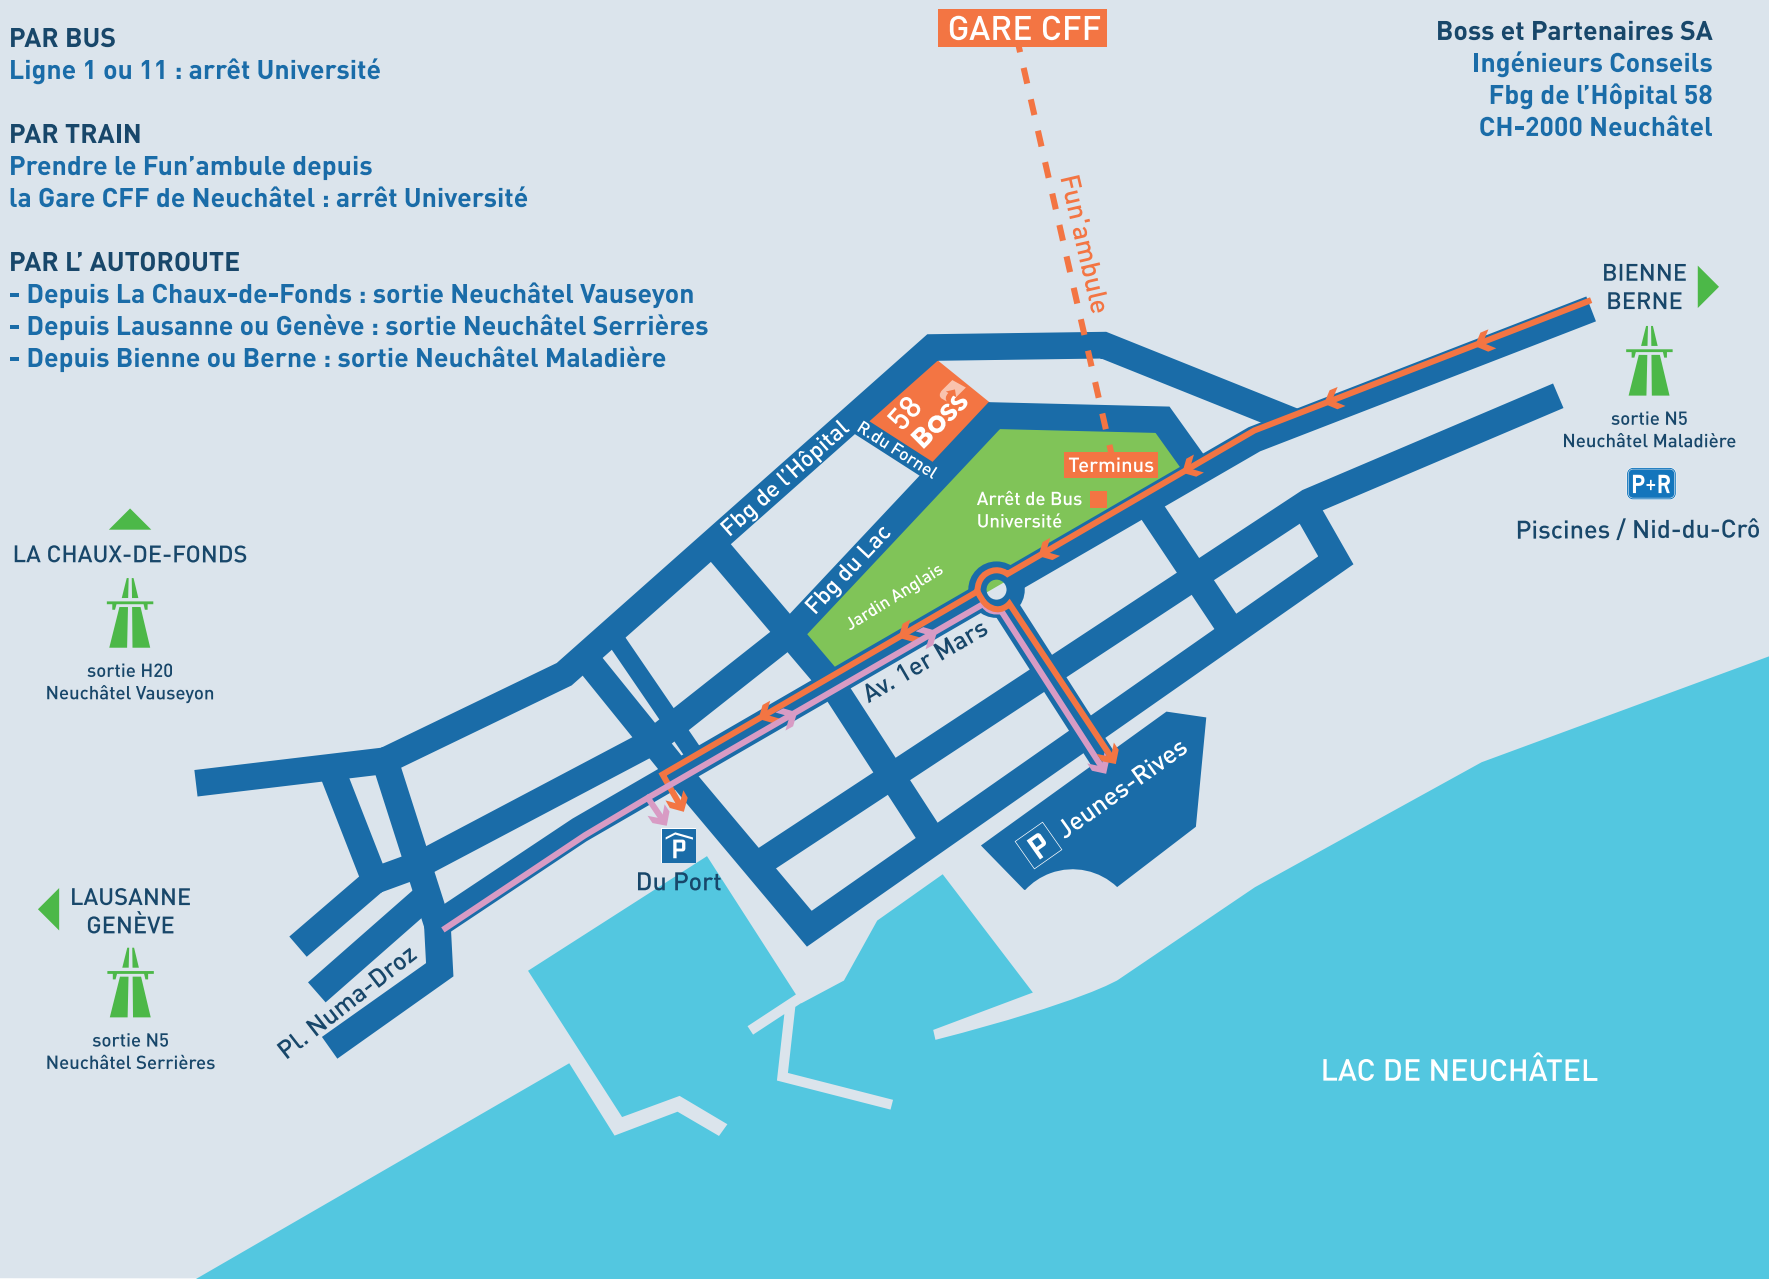 PAR BUS
Ligne 1 ou 11 : arrêt Université
PAR TRAIN
Prendre le Fun'ambule depuis
la Gare CFF de Neuchâtel : arrêt Université
PAR L' AUTOROUTE
- Depuis La Chaux-de-Fonds : sortie Neuchâtel Vauseyon
- Depuis Lausanne ou Genève : sortie Neuchâtel Serrières
- Depuis Bienne ou Berne : sortie Neuchâtel Maladière
GARE CFF
Boss et Partenaires SA
Ingénieurs Conseils
Fbg de l'Hôpital 58
CH-2000 Neuchâtel
Fun'ambule
BIENNE
BERNE
sortie N5
Neuchâtel Maladière
P+R
Piscines / Nid-du-Crô
58
BOSS
R.du Fornel
Fbg de l'Hôpital
Terminus
Arrêt de Bus
Université
Fbg du Lac
Jardin Anglais
Av. 1er Mars
LA CHAUX-DE-FONDS
sortie H20
Neuchâtel Vauseyon
P
Jeunes-Rives
P
Du Port
LAUSANNE
GENÈVE
sortie N5
Neuchâtel Serrières
Pl. Numa-Droz
LAC DE NEUCHÂTEL